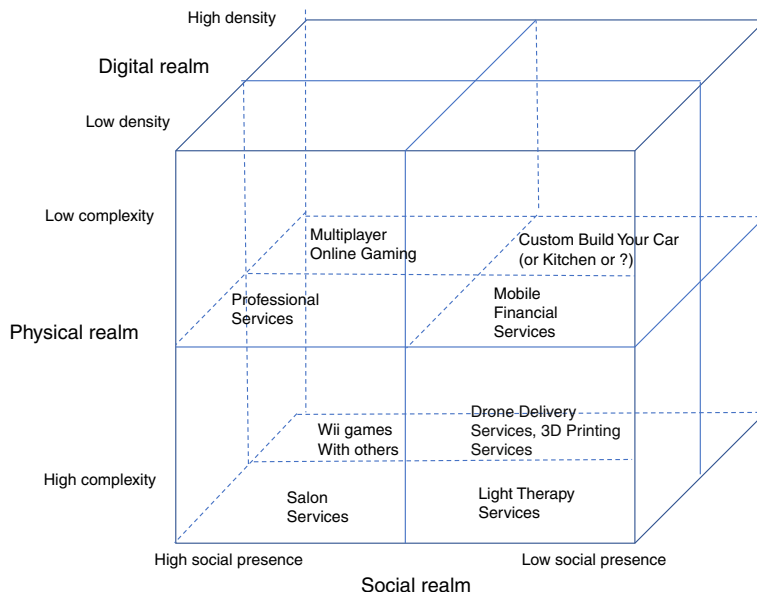 High density
Digital realm
Low density
Low complexity
Multiplayer
Online Gaming
Custom Build Your Car
(or Kitchen or ?)
Professional
Services
Mobile
Financial
Services
Physical realm
Wii games
With others
Drone Delivery
Services, 3D Printing
Services
High complexity
Salon
Services
Light Therapy
Services
High social presence
Low social presence
Social realm